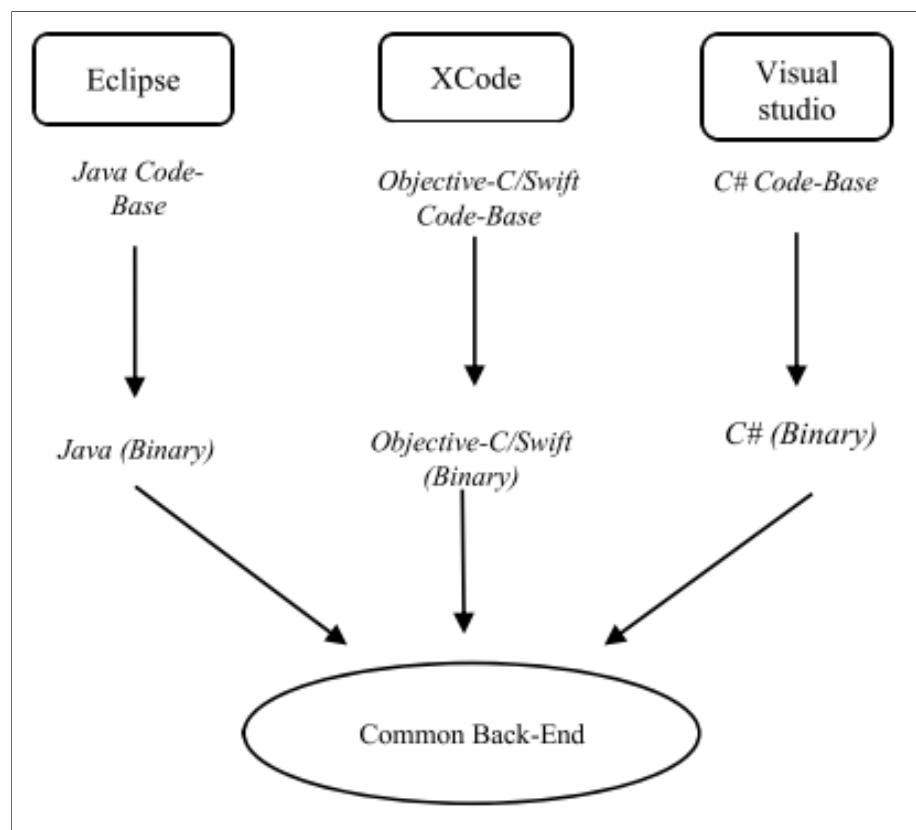 Eclipse
XCode
Visual
studio
Java Code-
Base
Objective-C/Swift
Code-Base
C# Code-Base
Java (Binary)
Objective-C/Swift
(Binary)
C# (Binary)
Common Back-End